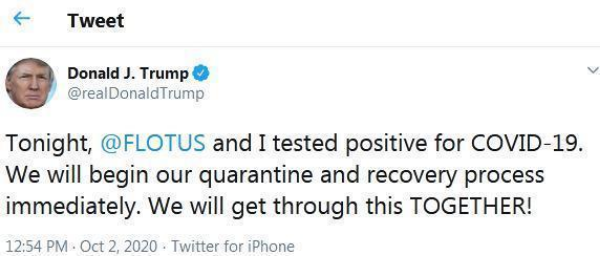 Tweet
Donald J. Trump
@realDonaldTrump
Tonight, @FLOTUS and I tested positive for COVID-19.
We will begin our quarantine and recovery process
immediately. We will get through this TOGETHER!
12:54 PM · Oct 2, 2020 · Twitter for iPhone